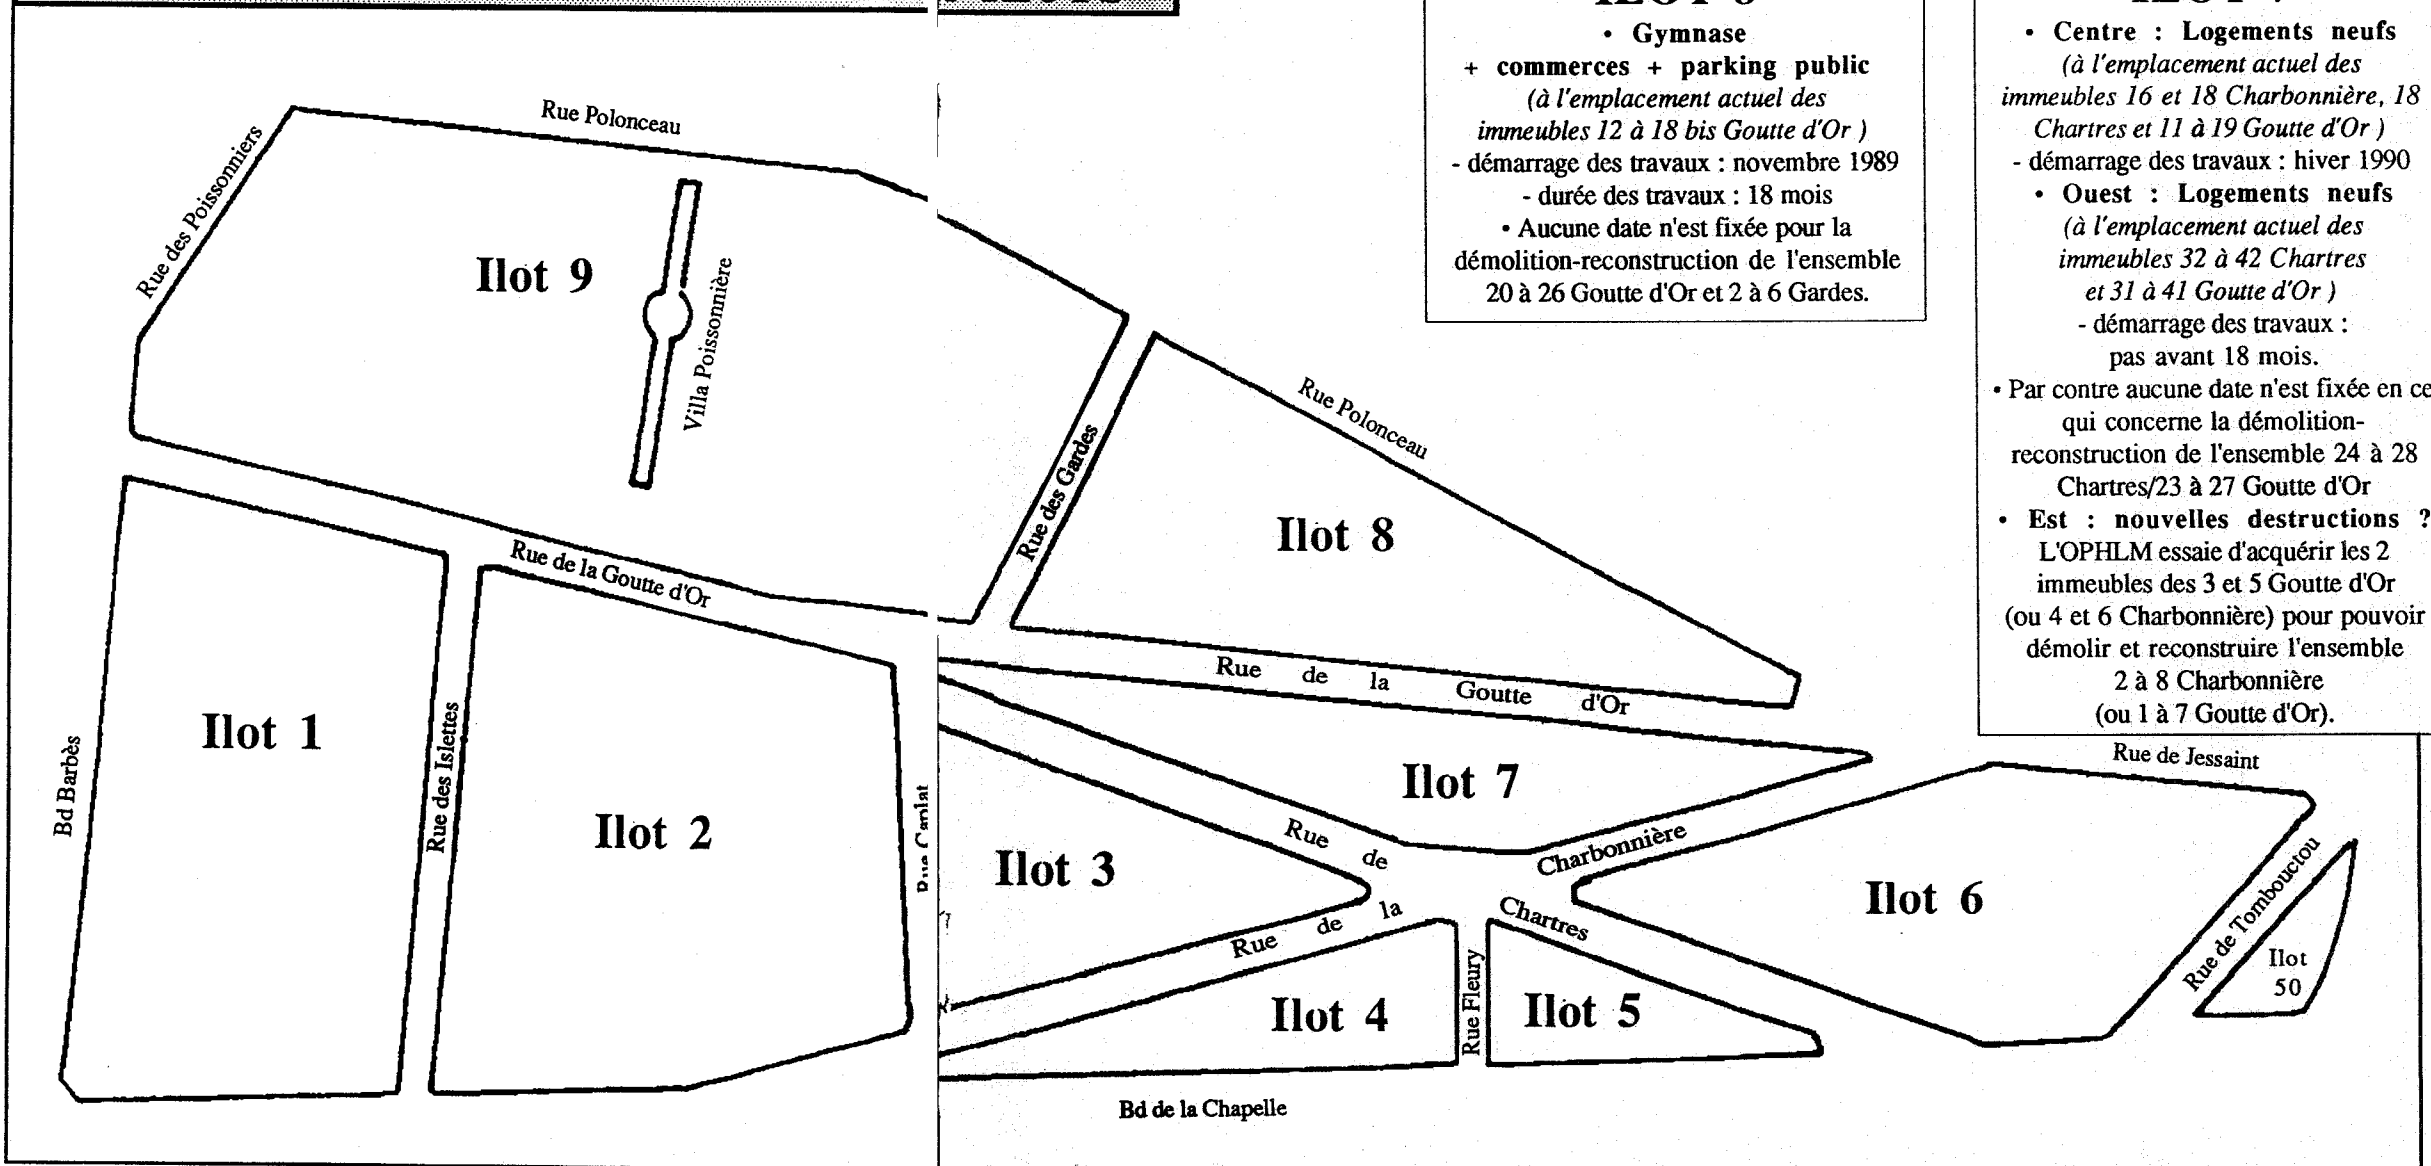 • Gymnase
+ commerces + parking public
(à l'emplacement actuel des
immeubles 12 à 18 bis Goutte d'Or )
- démarrage des travaux : novembre 1989
- durée des travaux : 18 mois
• Aucune date n'est fixée pour la
démolition-reconstruction de l'ensemble
20 à 26 Goutte d'Or et 2 à 6 Gardes.
• Centre : Logements neufs
(à l'emplacement actuel des
immeubles 16 et 18 Charbonnière, 18
Chartres et 11 à 19 Goutte d'Or )
- démarrage des travaux : hiver 1990
• Ouest : Logements neufs
(à l'emplacement actuel des
immeubles 32 à 42 Chartres
et 31 à 41 Goutte d'Or )
- démarrage des travaux :
pas avant 18 mois.
• Par contre aucune date n'est fixée en ce
qui concerne la démolition-
reconstruction de l'ensemble 24 à 28
Chartres/23 à 27 Goutte d'Or
• Est : nouvelles destructions ?
L'OPHLM essaie d'acquérir les 2
immeubles des 3 et 5 Goutte d'Or
(ou 4 et 6 Charbonnière) pour pouvoir
démolir et reconstruire l'ensemble
2 à 8 Charbonnière
(ou 1 à 7 Goutte d'Or).
Rue Polonceau
Rue des Poissonniers
Ilot 9
Villa Poissonnière
Rue des Gardes
Rue Polonceau
Ilot 8
Rue de la Goutte d'Or
Rue de la Goutte d'Or
Bd Barbès
Ilot 1
Rue des Islettes
Ilot 2
Ilot 7
Rue de Jessaint
Ilot 3
Rue de Chartres
Rue de la Charbonnière
Ilot 6
Rue de Tombouctou
Ilot
50
Ilot 4
Rue Fleury
Ilot 5
Bd de la Chapelle